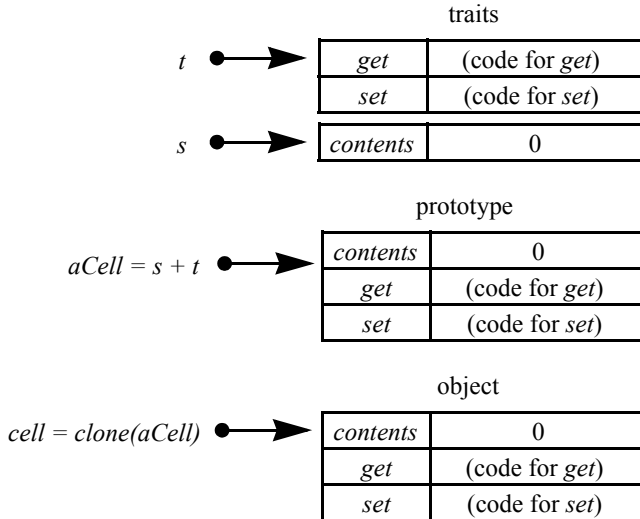 traits
t get (code for get)
set (code for set)
s contents 0
prototype
aCell = s + t contents 0
get (code for get)
set (code for set)
object
cell = clone(aCell) contents 0
get (code for get)
set (code for set)